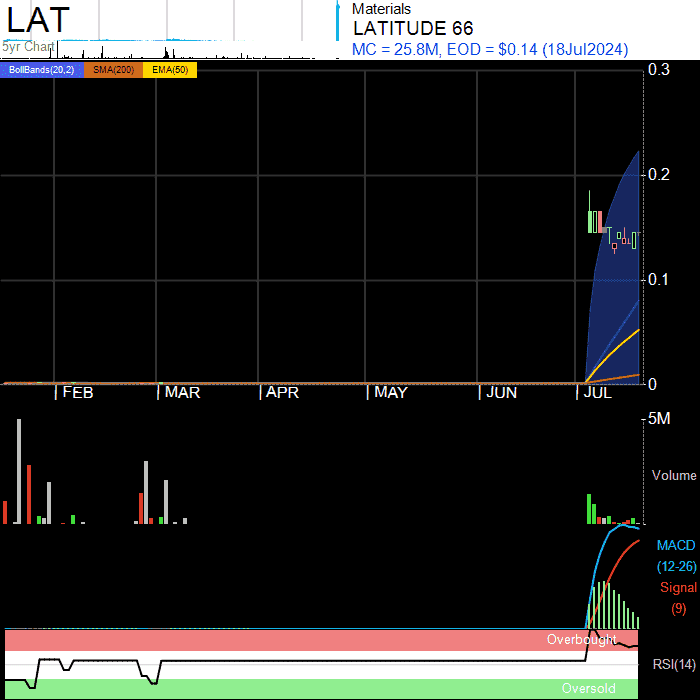 LAT
Materials
LATITUDE 66
5yr Chart
MC = 25.8M, EOD = $0.14 (18Jul2024)
BollBands(20,2) SMA(200) EMA(50)
0.3
0.2
0.1
0
FEB MAR APR MAY JUN JUL
5M
Volume
MACD
(12-26)
Signal
(9)
Overbought
RSI(14)
Oversold